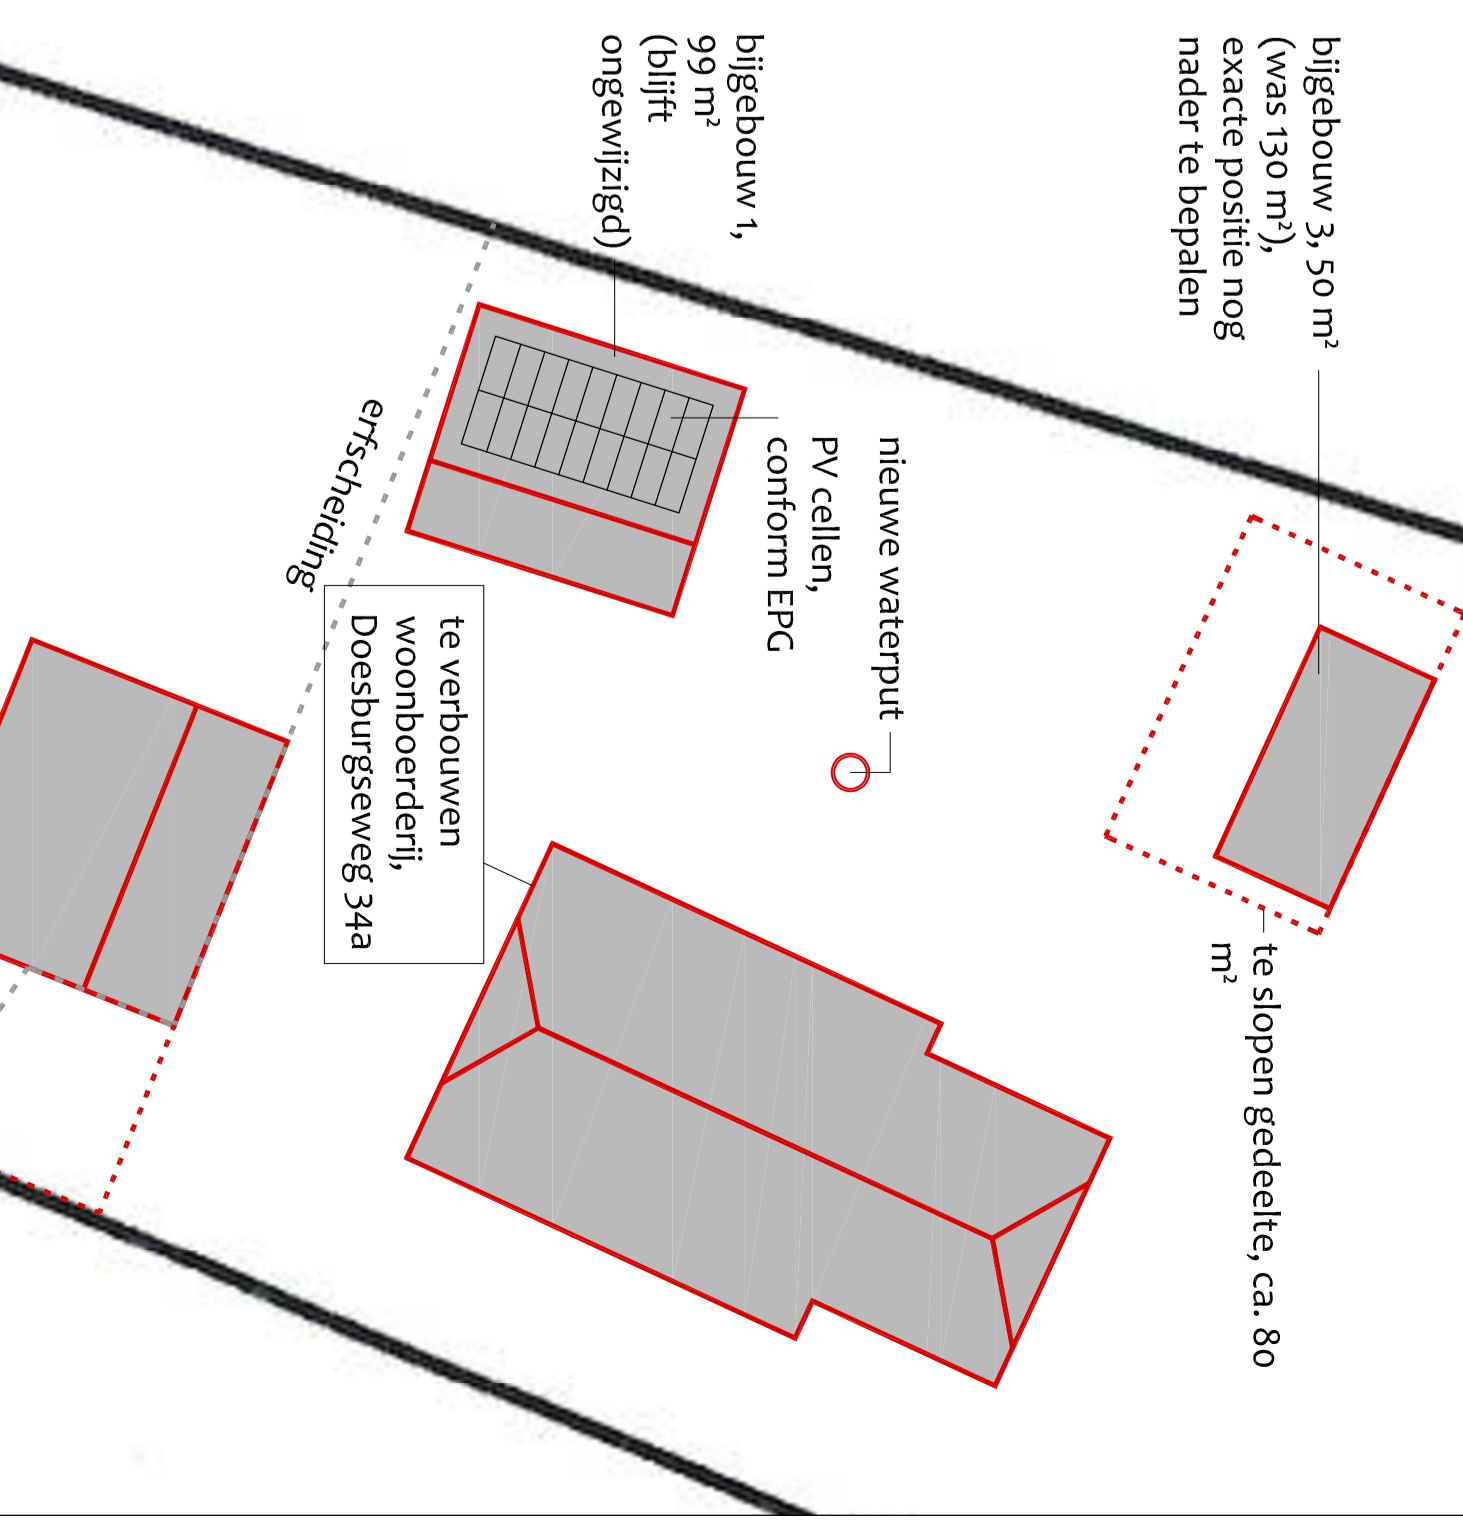 bijgebouw 3, 50 m²
(was 130 m²),
exacte positie nog
nader te bepalen
bijgebouw 1,
99 m²
(blijft
ongewijzigd)
nieuwe waterput
PV cellen,
conform EPG
erfscheiding
te verbouwen
woonboerderij,
Doesburgseweg 34a
te slopen gedeelte, ca. 80
m²